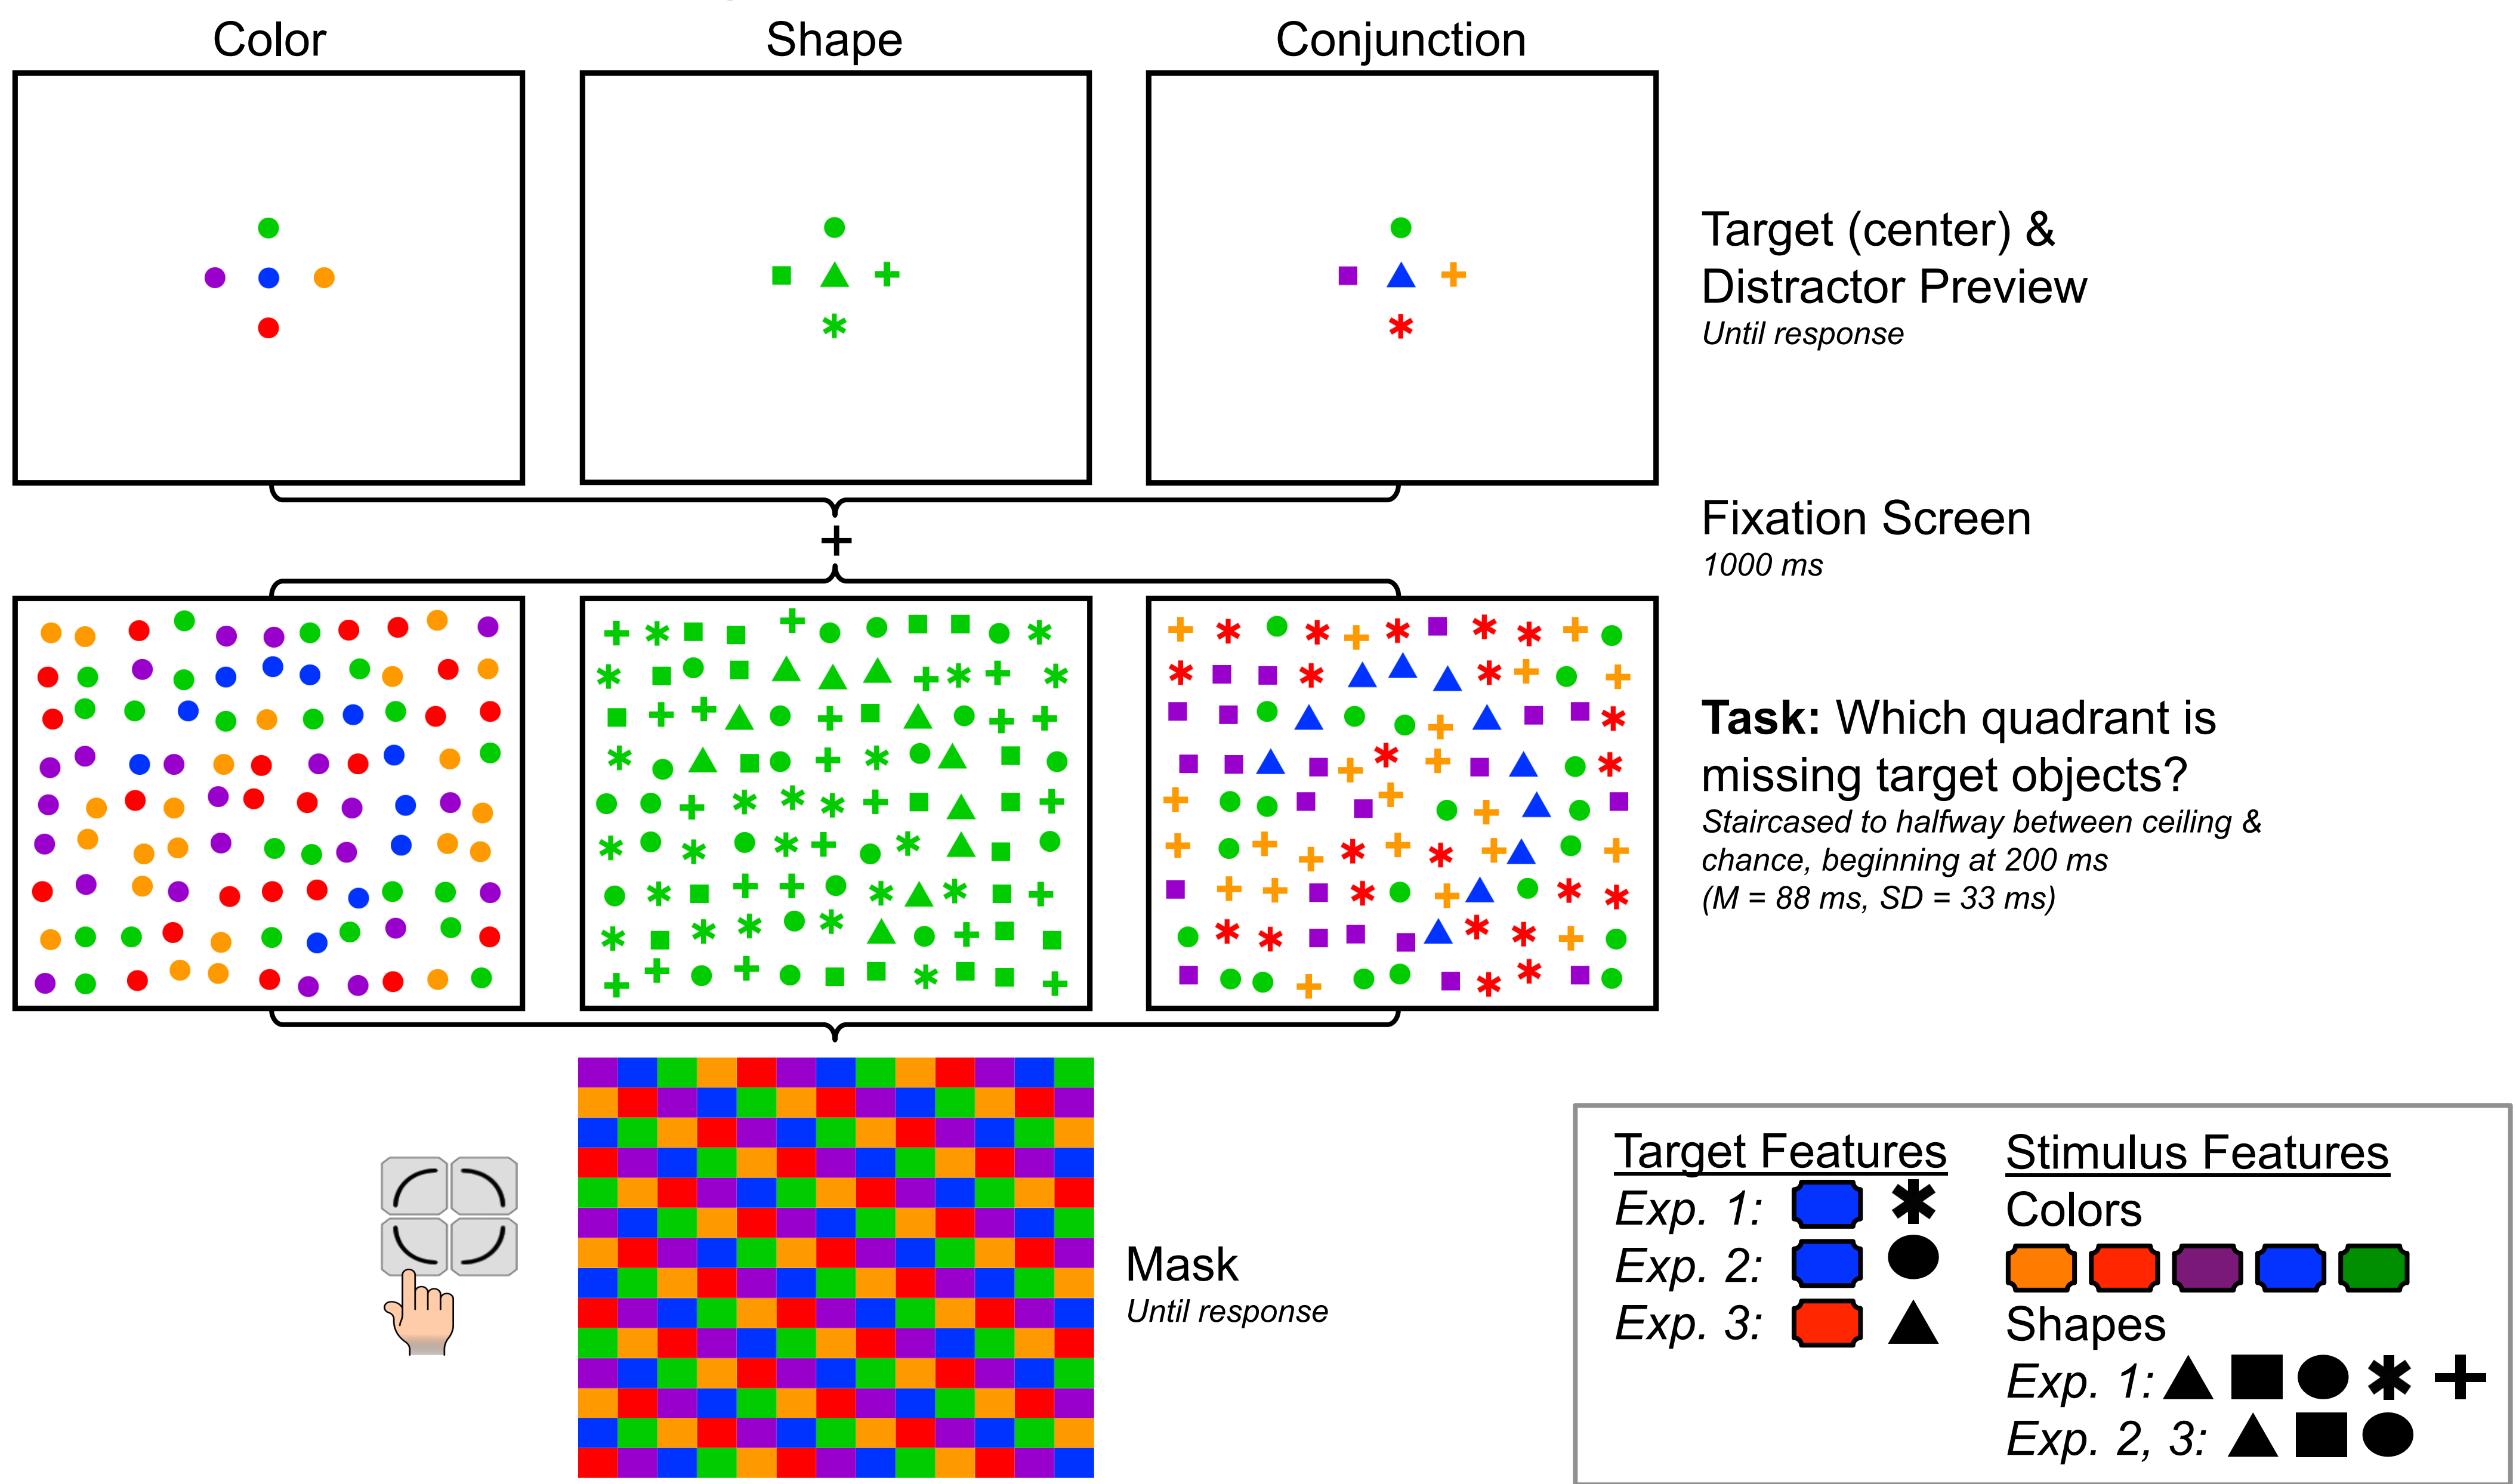 Color
Shape
Conjunction
Target (center) &
Distractor Preview
Until response
Fixation Screen
1000 ms
Task: Which quadrant is
missing target objects?
Staircased to halfway between ceiling &
chance, beginning at 200 ms
(M = 88 ms, SD = 33 ms)
Mask
Until response
Target Features
Exp. 1:
Exp. 2:
Exp. 3:
Stimulus Features
Colors
Shapes
Exp. 1:
Exp. 2, 3: